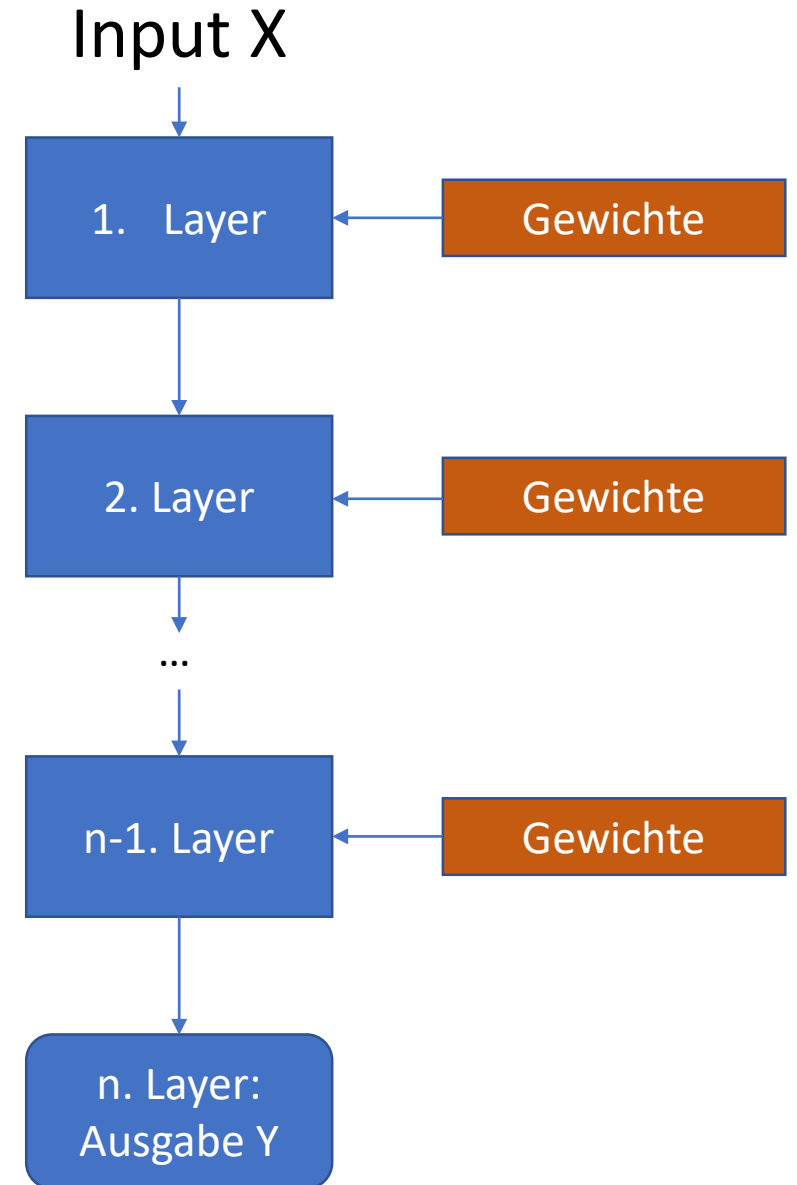 Input X
1. Layer
Gewichte
2. Layer
Gewichte
...
n-1. Layer
Gewichte
n. Layer:
Ausgabe Y